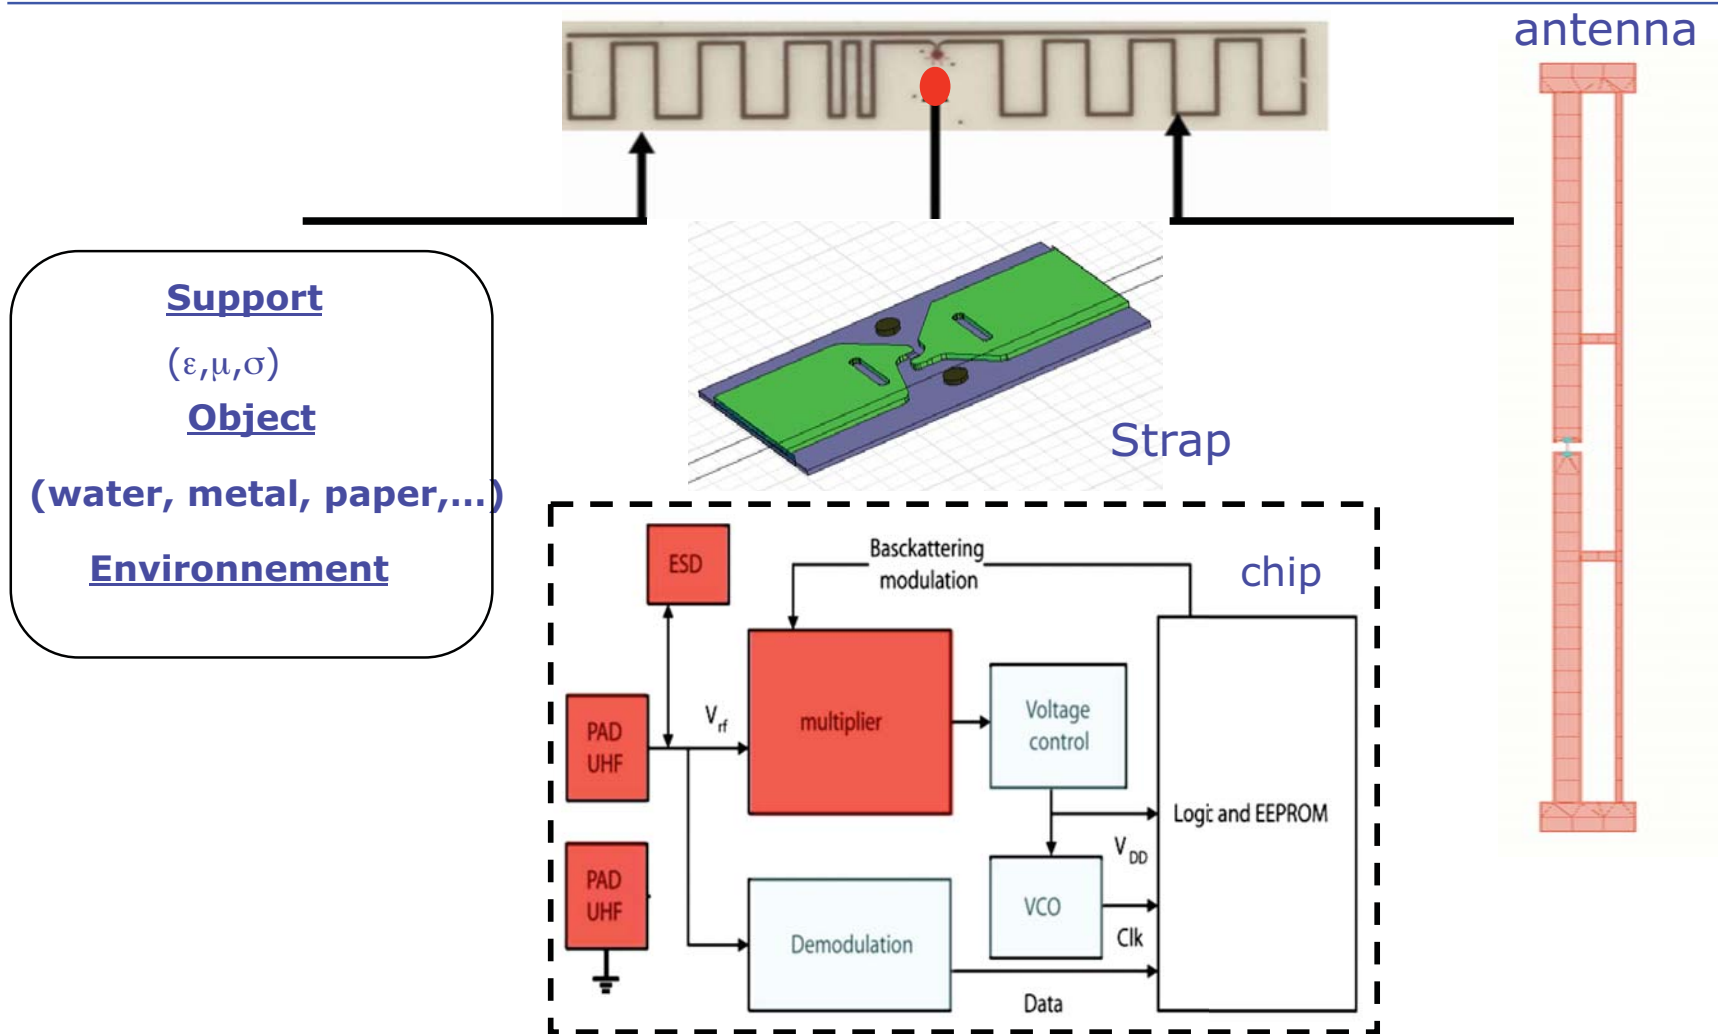 antenna
Support
(ε,μ,σ)
Object
(water, metal, paper,...)
Environnement
Strap
chip
ESD
Basckattering
modulation
PAD
UHF
Vrf
multiplier
Voltage
control
Logic and EEPROM
VDD
PAD
UHF
VCO
Clk
Demodulation
Data